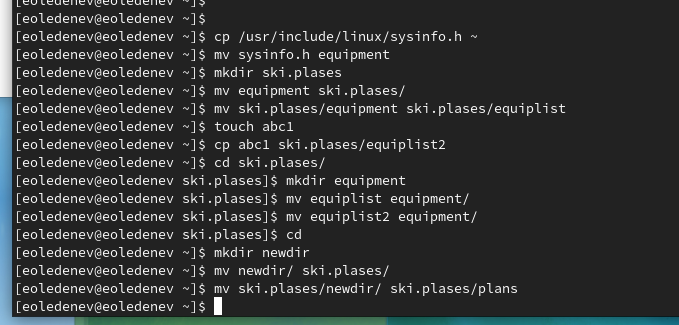 [eoledenev@eoledenev ~]$
[eoledenev@eoledenev ~]$
[eoledenev@eoledenev ~]$ cp /usr/include/linux/sysinfo.h ~
[eoledenev@eoledenev ~]$ mv sysinfo.h equipment
[eoledenev@eoledenev ~]$ mkdir ski.plases
[eoledenev@eoledenev ~]$ mv equipment ski.plases/
[eoledenev@eoledenev ~]$ mv ski.plases/equipment ski.plases/equiplist
[eoledenev@eoledenev ~]$ touch abc1
[eoledenev@eoledenev ~]$ cp abc1 ski.plases/equiplist2
[eoledenev@eoledenev ~]$ cd ski.plases/
[eoledenev@eoledenev ski.plases]$ mkdir equipment
[eoledenev@eoledenev ski.plases]$ mv equiplist equipment/
[eoledenev@eoledenev ski.plases]$ mv equiplist2 equipment/
[eoledenev@eoledenev ski.plases]$ cd
[eoledenev@eoledenev ~]$ mkdir newdir
[eoledenev@eoledenev ~]$ mv newdir/ ski.plases/
[eoledenev@eoledenev ~]$ mv ski.plases/newdir/ ski.plases/plans
[eoledenev@eoledenev ~]$